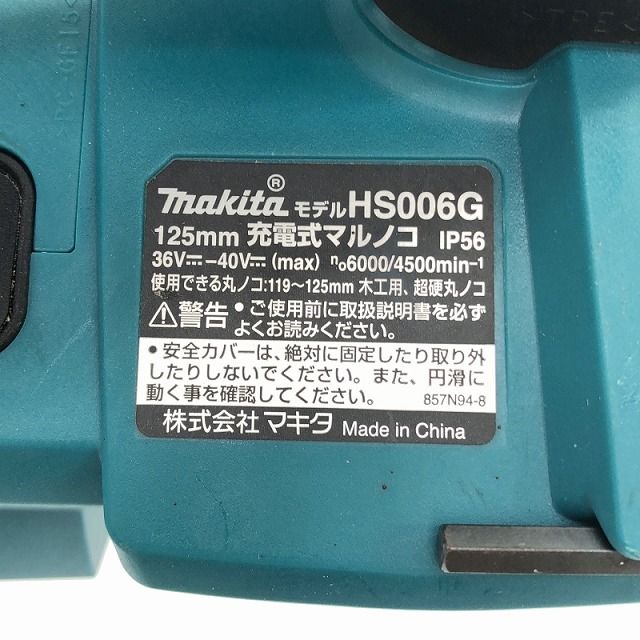 >PC-GF15<
>TPE<
makita® モデル HS006G
125mm 充電式マルノコ IP56
36V⎓-40V⎓(max) n₀6000/4500min⁻¹
使用できる丸ノコ:119～125mm 木工用、超硬丸ノコ
⚠警告 • ご使用前に取扱説明書を必ず
よくお読みください。
• 安全カバーは、絶対に固定したり取り外
したりしないでください。また、円滑に
動く事を確認してください。 857N94-8
株式会社 マキタ Made in China